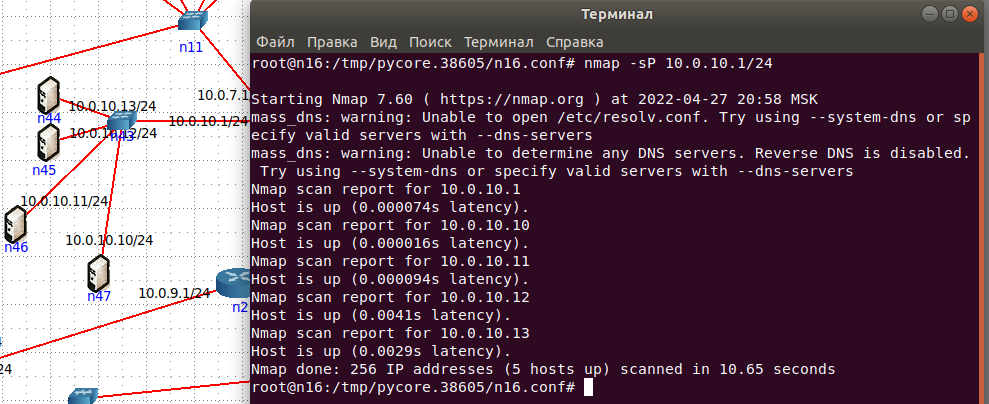 n11
n44
10.0.10.13/24
10.0.7.1
10.0.10.1/24
n45
n46
10.0.10.11/24
10.0.10.10/24
n47
10.0.9.1/24
n2
24
Терминал
Файл Правка Вид Поиск Терминал Справка
root@n16:/tmp/pycore.38605/n16.conf# nmap -sP 10.0.10.1/24
Starting Nmap 7.60 ( https://nmap.org ) at 2022-04-27 20:58 MSK
mass_dns: warning: Unable to open /etc/resolv.conf. Try using --system-dns or sp
ecify valid servers with --dns-servers
mass_dns: warning: Unable to determine any DNS servers. Reverse DNS is disabled.
Try using --system-dns or specify valid servers with --dns-servers
Nmap scan report for 10.0.10.1
Host is up (0.000074s latency).
Nmap scan report for 10.0.10.10
Host is up (0.000016s latency).
Nmap scan report for 10.0.10.11
Host is up (0.000094s latency).
Nmap scan report for 10.0.10.12
Host is up (0.0041s latency).
Nmap scan report for 10.0.10.13
Host is up (0.0029s latency).
Nmap done: 256 IP addresses (5 hosts up) scanned in 10.65 seconds
root@n16:/tmp/pycore.38605/n16.conf#